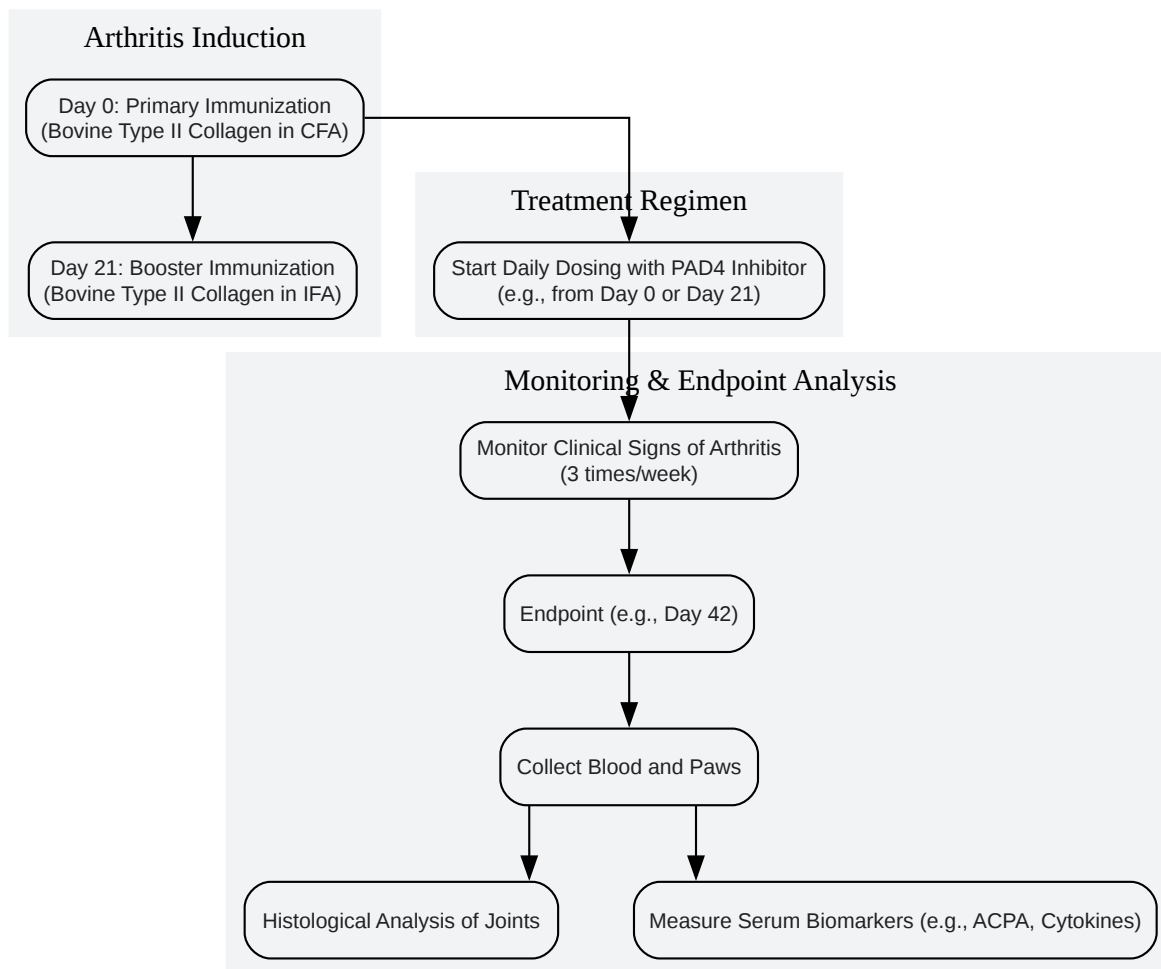 Arthritis Induction
Day 0: Primary Immunization
(Bovine Type II Collagen in CFA)
Day 21: Booster Immunization
(Bovine Type II Collagen in IFA)
Treatment Regimen
Start Daily Dosing with PAD4 Inhibitor
(e.g., from Day 0 or Day 21)
Monitoring & Endpoint Analysis
Monitor Clinical Signs of Arthritis
(3 times/week)
Endpoint (e.g., Day 42)
Collect Blood and Paws
Histological Analysis of Joints
Measure Serum Biomarkers (e.g., ACPA, Cytokines)